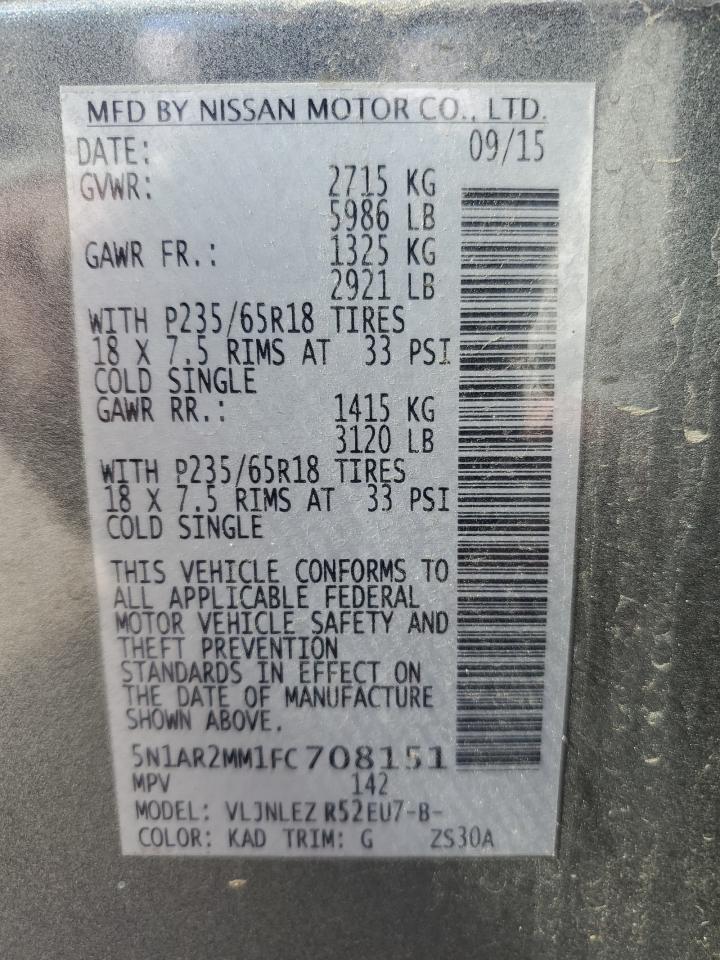 MFD BY NISSAN MOTOR CO., LTD.
DATE: 09/15
GVWR: 2715 KG
5986 LB
GAWR FR.: 1325 KG
2921 LB
WITH P235/65R18 TIRES
18 X 7.5 RIMS AT 33 PSI
COLD SINGLE
GAWR RR.: 1415 KG
3120 LB
WITH P235/65R18 TIRES
18 X 7.5 RIMS AT 33 PSI
COLD SINGLE
THIS VEHICLE CONFORMS TO
ALL APPLICABLE FEDERAL
MOTOR VEHICLE SAFETY AND
THEFT PREVENTION
STANDARDS IN EFFECT ON
THE DATE OF MANUFACTURE
SHOWN ABOVE.
5N1AR2MM1FC708151
MPV 142
MODEL: VLJNLEZ R52EU7-B-
COLOR: KAD TRIM: G ZS30A